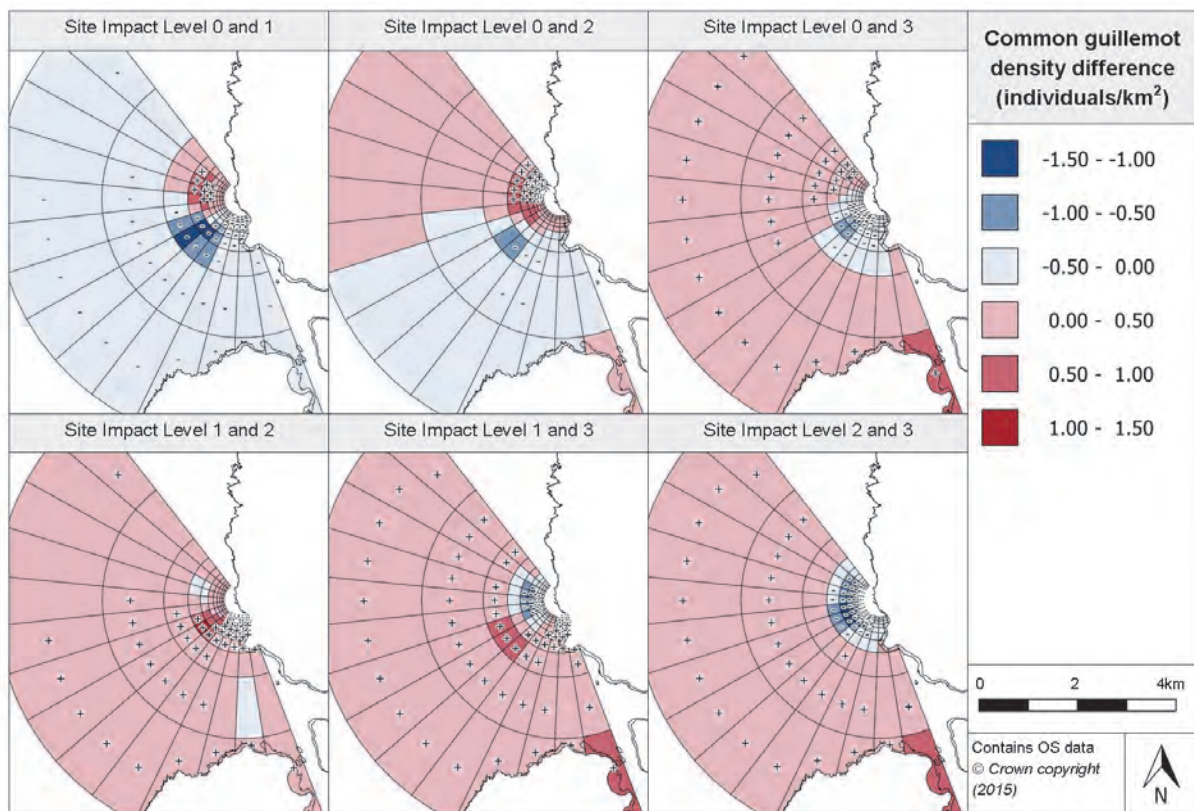 Site Impact Level 0 and 1
Site Impact Level 0 and 2
Site Impact Level 0 and 3
Site Impact Level 1 and 2
Site Impact Level 1 and 3
Site Impact Level 2 and 3
Common guillemot
density difference
(individuals/km²)
-1.50 - -1.00
-1.00 - -0.50
-0.50 - 0.00
0.00 - 0.50
0.50 - 1.00
1.00 - 1.50
0 2 4km
Contains OS data
© Crown copyright
(2015)
N